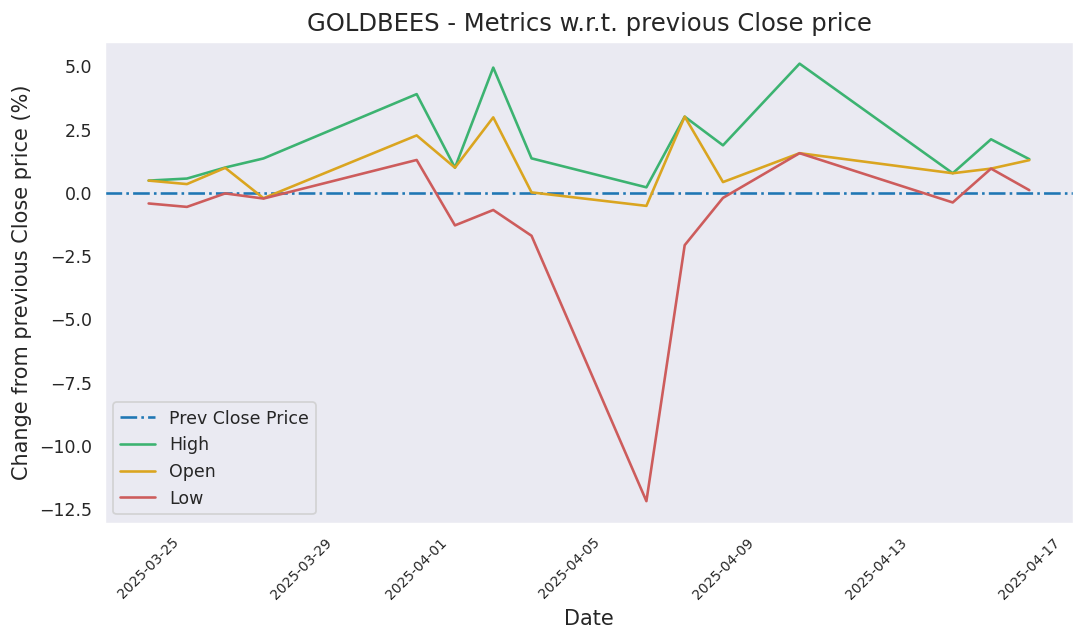 GOLDBEES - Metrics w.r.t. previous Close price
Change from previous Close price (%)
5.0
2.5
0.0
−2.5
−5.0
−7.5
−10.0
−12.5
Prev Close Price
High
Open
Low
2025-03-25
2025-03-29
2025-04-01
2025-04-05
2025-04-09
2025-04-13
2025-04-17
Date